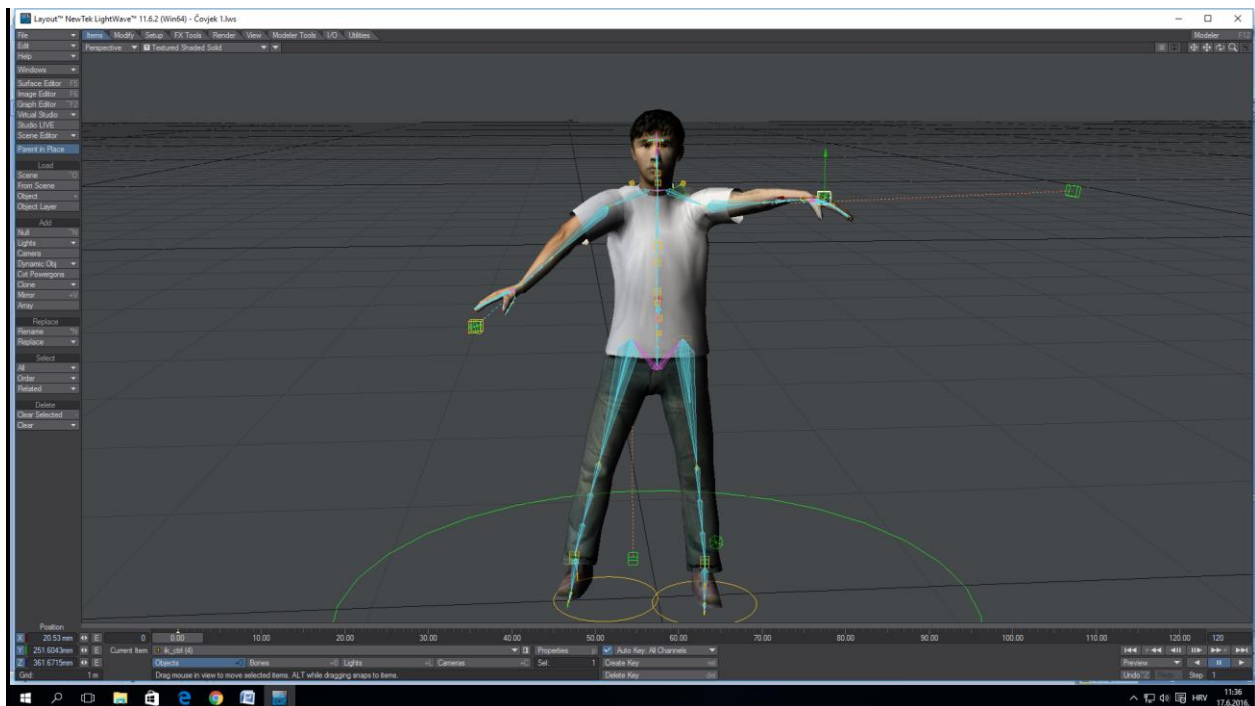 Layout™ NewTek LightWave™ 11.6.2 (Win64) - Čovjek 1.lws
File
Items Modify Setup FX Tools Render View Modeler Tools I/O Utilities
Modeler F12
Edit
Perspective Textured Shaded Solid
Help
Windows
Surface Editor F5
Image Editor F6
Graph Editor ^F2
Virtual Studio
Studio LIVE
Scene Editor
Parent in Place
Load
Scene ^O
From Scene
Object +
Object Layer
Add
Null ^N
Lights
Camera
Dynamic Obj
Cvt Powergons
Clone
Mirror +V
Array
Replace
Rename
Replace
Select
All
Order
Related
Delete
Clear Selected -
Clear
Position
X 20.53 mm E 0 0.00 10.00 20.00 30.00 40.00 50.00 60.00 70.00 80.00 90.00 100.00 110.00 120.00 120
Y 251.6043mm E Current Item ik_ctrl (4) Properties p Auto Key: All Channels
Z 361.6715mm E Objects +O Bones +B Lights +L Cameras +C Sel: 1 Create Key ret Preview
Grid: 1 m Drag mouse in view to move selected items. ALT while dragging snaps to items. Delete Key del Undo Step 1
HRV
11:36
17.6.2016.